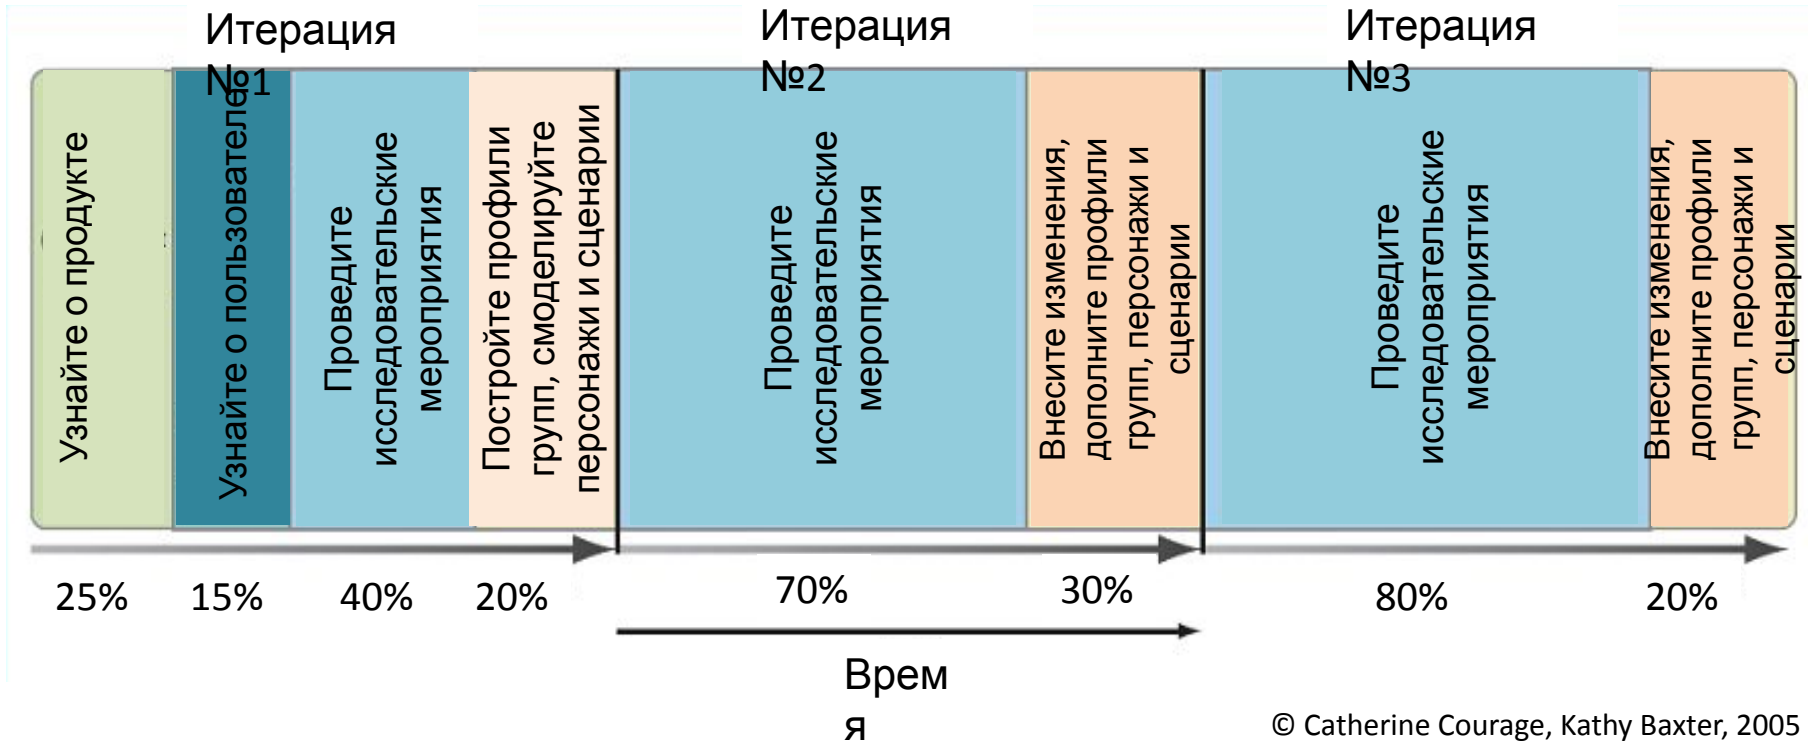 Итерация
№1
Итерация
№2
Итерация
№3
Узнайте о продукте
Узнайте о пользователе
Проведите
исследовательские
мероприятия
Постройте профили
групп, смоделируйте
персонажи и сценарии
Проведите
исследовательские
мероприятия
Внесите изменения,
дополните профили
групп, персонажи и
сценарии
Проведите
исследовательские
мероприятия
Внесите изменения,
дополните профили
групп, персонажи и
сценарии
25%
15%
40%
20%
70%
30%
80%
20%
Врем
я
© Catherine Courage, Kathy Baxter, 2005